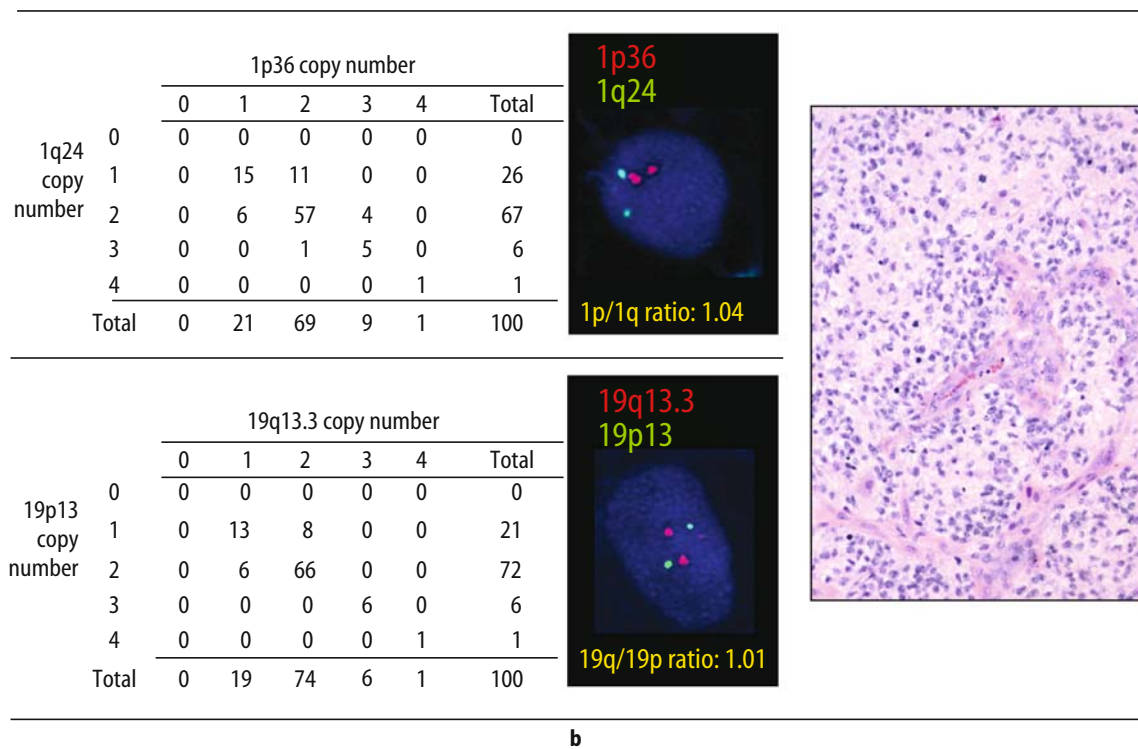 1p36 copy number
0 1 2 3 4 Total
1q24 copy number
0 0 0 0 0 0 0
1 0 15 11 0 0 26
2 0 6 57 4 0 67
3 0 0 1 5 0 6
4 0 0 0 0 1 1
Total 0 21 69 9 1 100
1p36
1q24
1p/1q ratio: 1.04
19q13.3 copy number
0 1 2 3 4 Total
19p13 copy number
0 0 0 0 0 0 0
1 0 13 8 0 0 21
2 0 6 66 0 0 72
3 0 0 0 6 0 6
4 0 0 0 0 1 1
Total 0 19 74 6 1 100
19q13.3
19p13
19q/19p ratio: 1.01
b